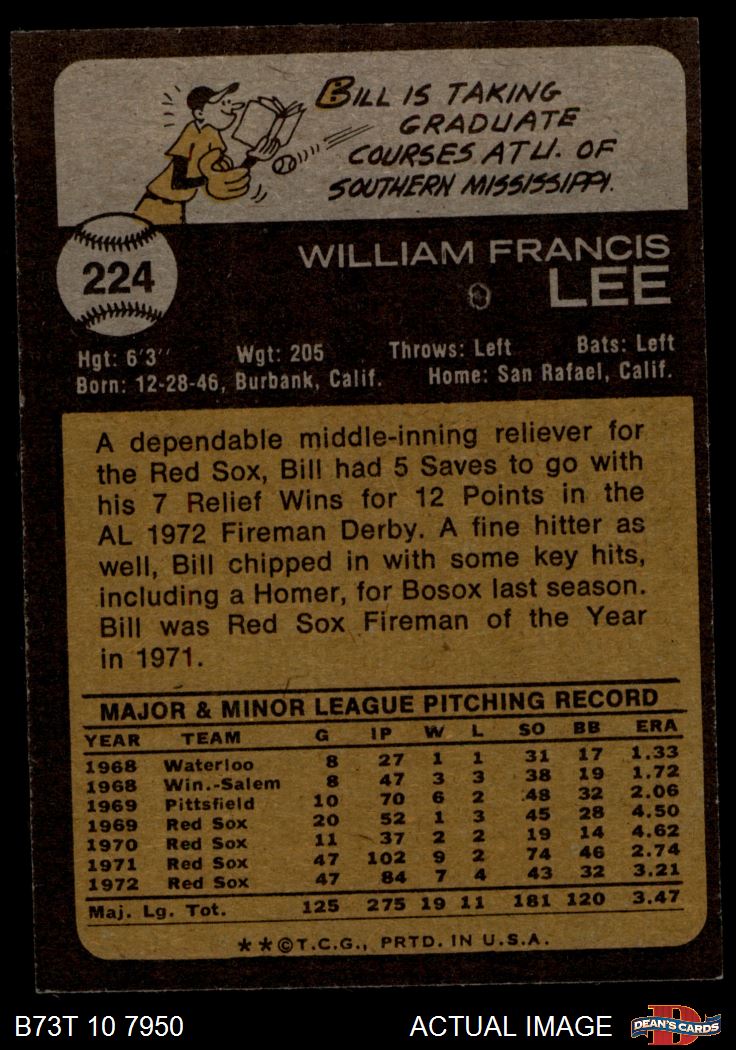 BILL IS TAKING
GRADUATE
COURSES AT U. OF
SOUTHERN MISSISSIPPI.
224
WILLIAM FRANCIS
LEE
Hgt: 6'3" Wgt: 205 Throws: Left Bats: Left
Born: 12-28-46, Burbank, Calif. Home: San Rafael, Calif.
A dependable middle-inning reliever for
the Red Sox, Bill had 5 Saves to go with
his 7 Relief Wins for 12 Points in the
AL 1972 Fireman Derby. A fine hitter as
well, Bill chipped in with some key hits,
including a Homer, for Bosox last season.
Bill was Red Sox Fireman of the Year
in 1971.
MAJOR & MINOR LEAGUE PITCHING RECORD
YEAR TEAM G IP W L SO BB ERA
1968 Waterloo 8 27 1 1 31 17 1.33
1968 Win.-Salem 8 47 3 3 38 19 1.72
1969 Pittsfield 10 70 6 2 48 32 2.06
1969 Red Sox 20 52 1 3 45 28 4.50
1970 Red Sox 11 37 2 2 19 14 4.62
1971 Red Sox 47 102 9 2 74 46 2.74
1972 Red Sox 47 84 7 4 43 32 3.21
Maj. Lg. Tot. 125 275 19 11 181 120 3.47
**©T.C.G., PRTD. IN U.S.A.
B73T 10 7950 ACTUAL IMAGE DEAN'S CARDS